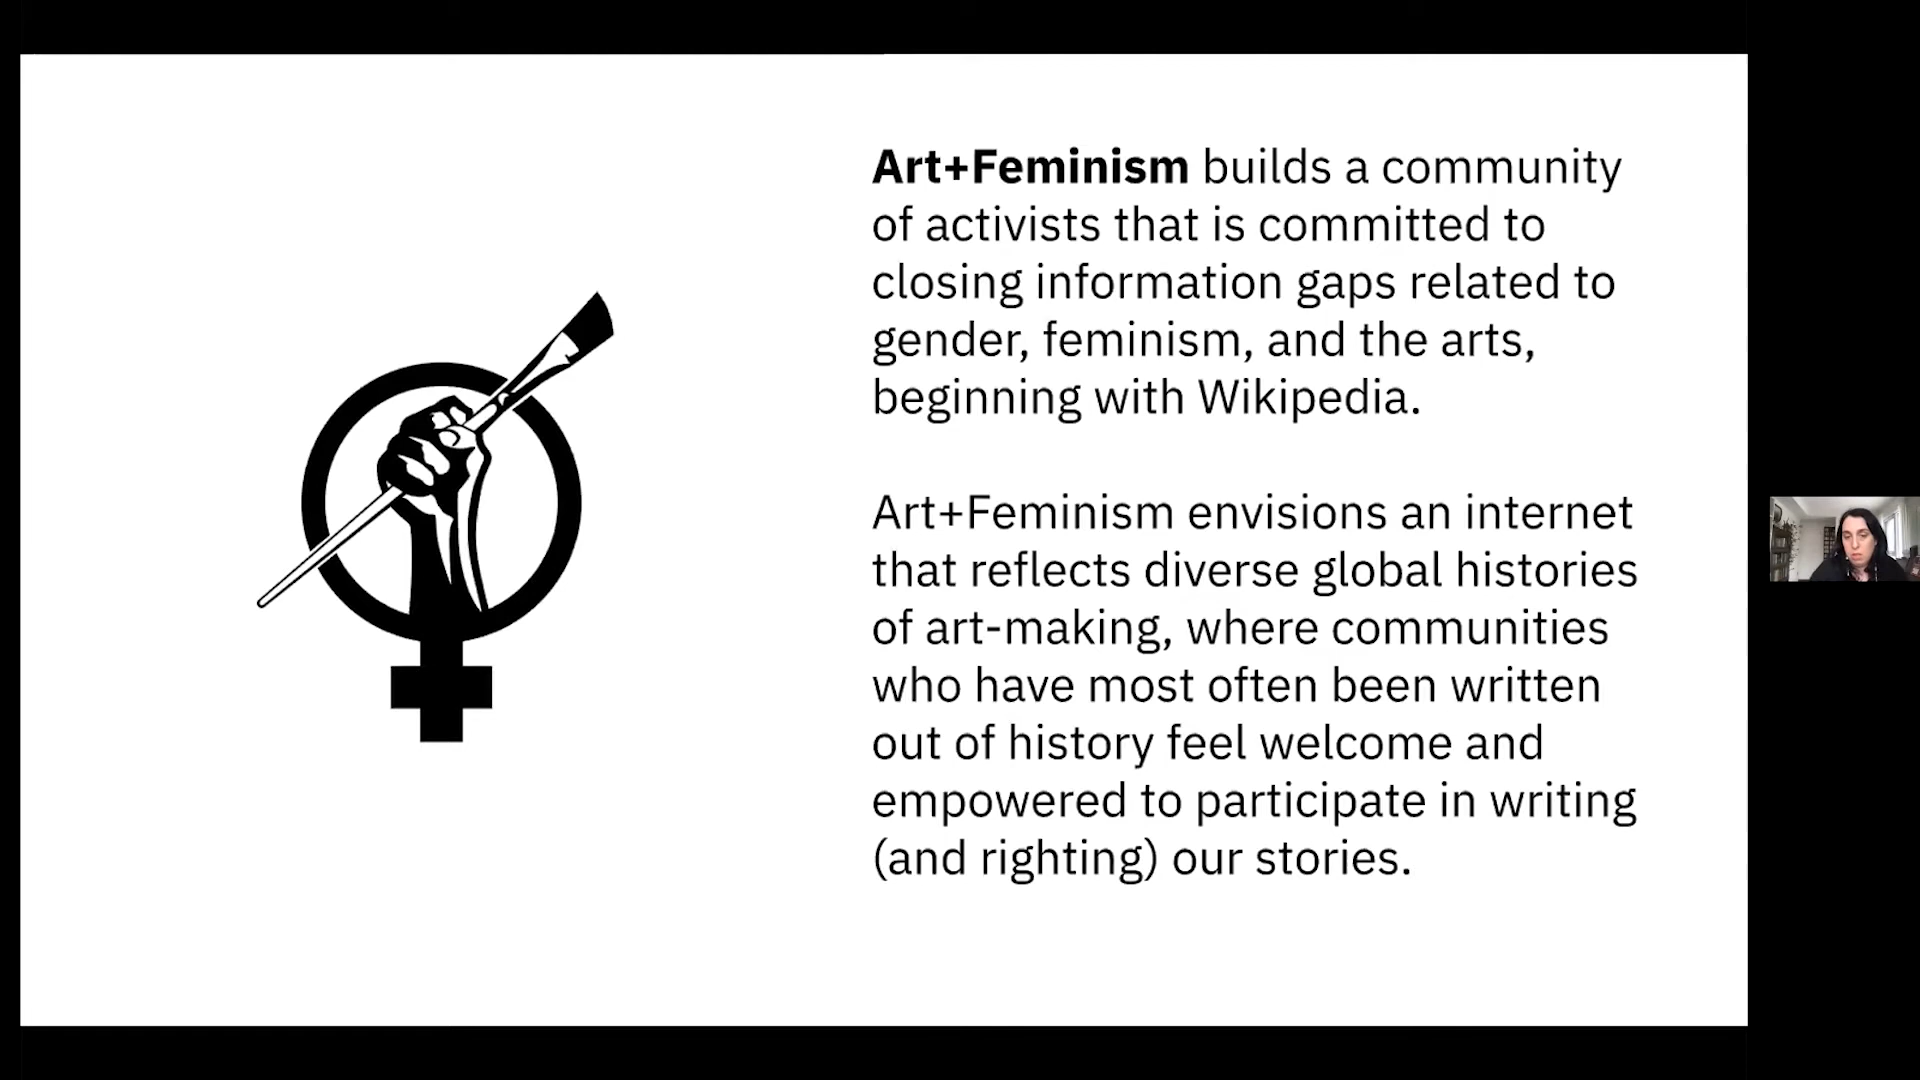 Art+Feminism builds a community
of activists that is committed to
closing information gaps related to
gender, feminism, and the arts,
beginning with Wikipedia.
Art+Feminism envisions an internet
that reflects diverse global histories
of art-making, where communities
who have most often been written
out of history feel welcome and
empowered to participate in writing
(and righting) our stories.